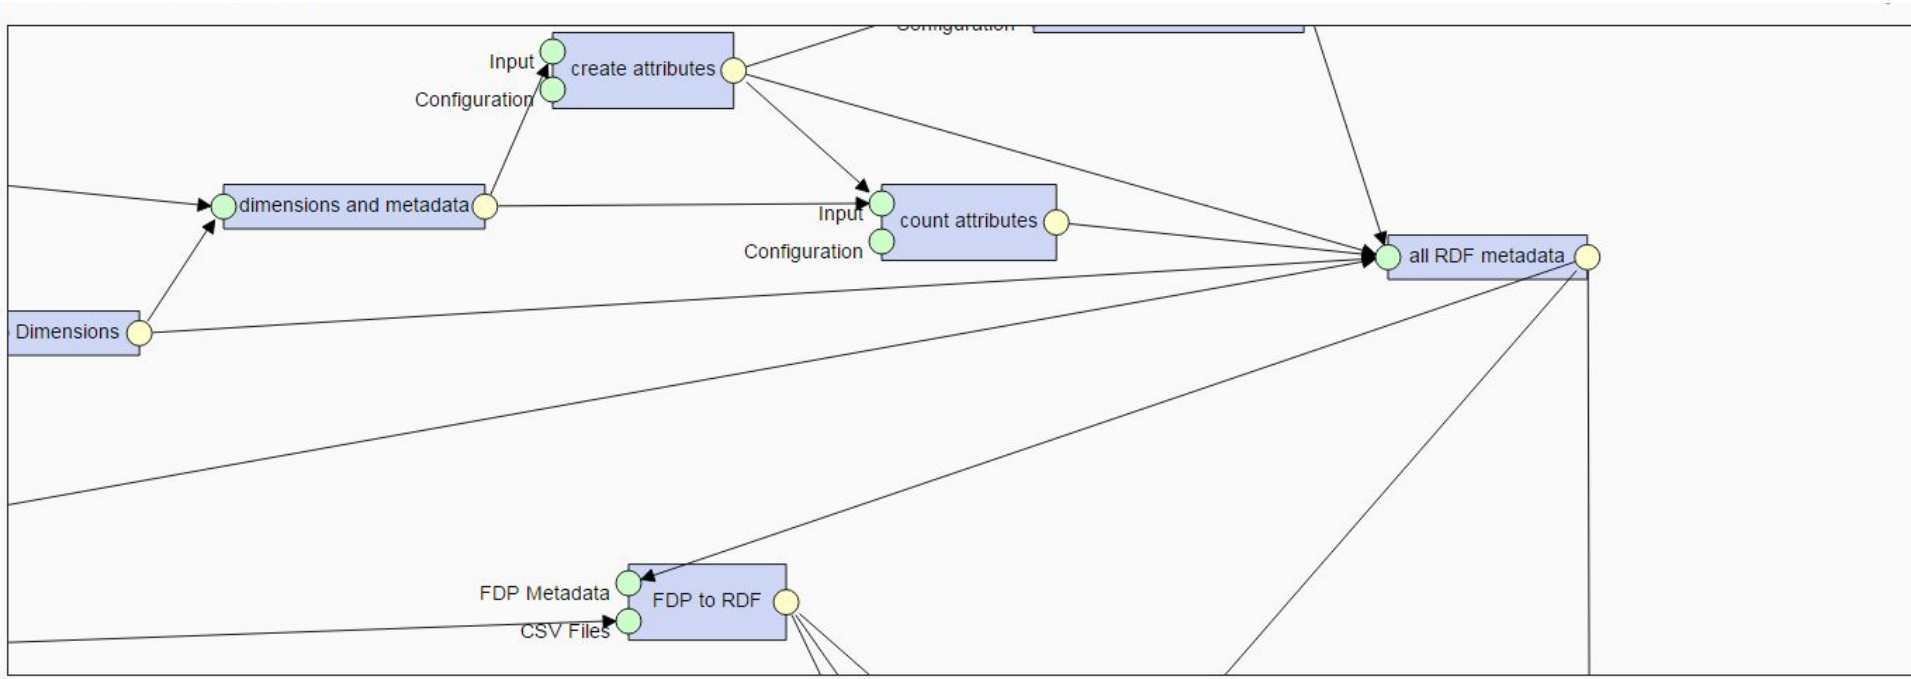 Configuration
Input
create attributes
Configuration
dimensions and metadata
Input
count attributes
Configuration
all RDF metadata
Dimensions
FDP Metadata
FDP to RDF
CSV Files